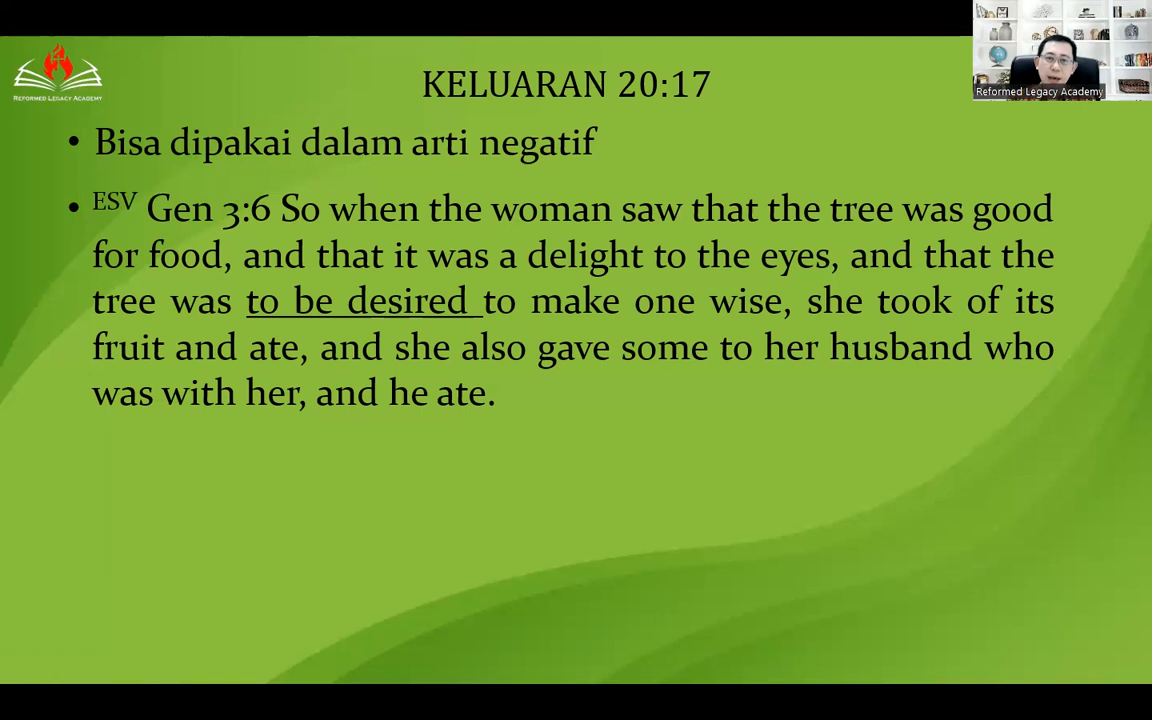 REFORMED LEGACY ACADEMY
KELUARAN 20:17
Reformed Legacy Academy
• Bisa dipakai dalam arti negatif
• ESV Gen 3:6 So when the woman saw that the tree was good
for food, and that it was a delight to the eyes, and that the
tree was to be desired to make one wise, she took of its
fruit and ate, and she also gave some to her husband who
was with her, and he ate.